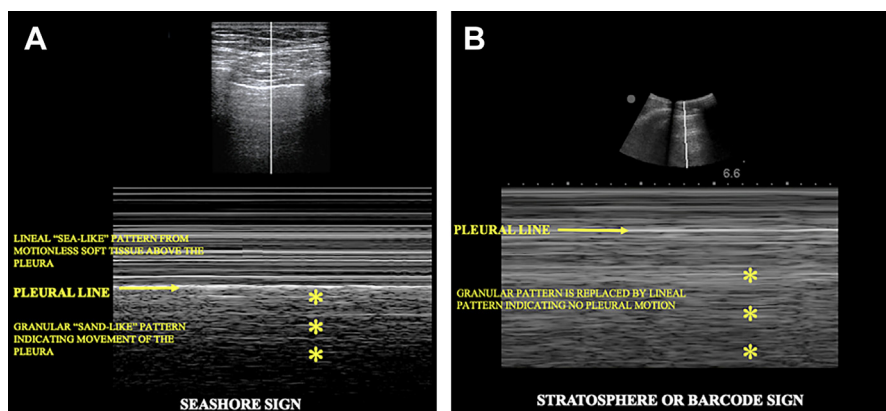 A
LINEAL “SEA-LIKE” PATTERN FROM
MOTIONLESS SOFT TISSUE ABOVE THE
PLEURA
PLEURAL LINE
GRANULAR “SAND-LIKE” PATTERN
INDICATING MOVEMENT OF THE
PLEURA
*
*
*
SEASHORE SIGN
B
6.6
PLEURAL LINE
GRANULAR PATTERN IS REPLACED BY LINEAL
PATTERN INDICATING NO PLEURAL MOTION
*
*
*
STRATOSPHERE OR BARCODE SIGN